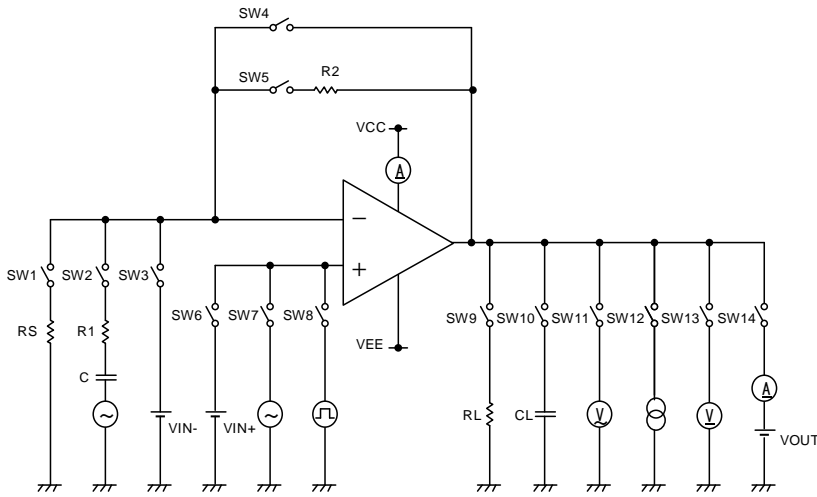 SW4
SW5
R2
VCC
A
VEE
SW1
SW2
SW3
SW6
SW7
SW8
SW9
SW10
SW11
SW12
SW13
SW14
RS
R1
C
VIN-
VIN+
RL
CL
V
V
A
VOUT